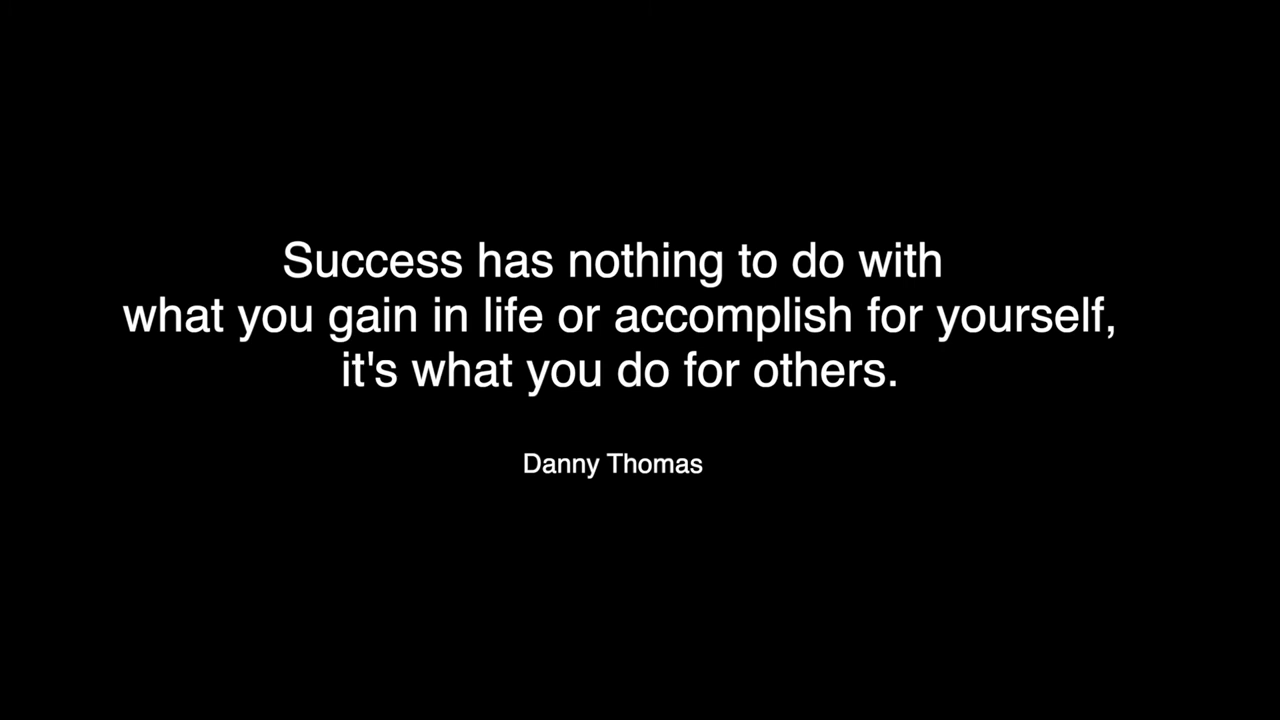 Success has nothing to do with
what you gain in life or accomplish for yourself,
it's what you do for others.
Danny Thomas